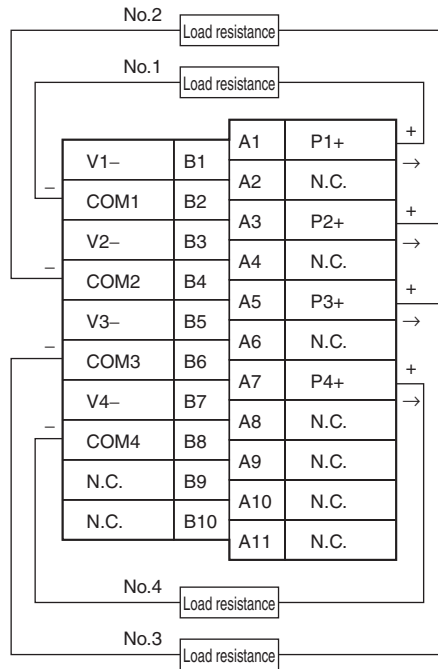 No.2
Load resistance
No.1
Load resistance
A1 P1+ +
→
V1– B1
A2 N.C.
– COM1 B2
A3 P2+ +
→
V2– B3
A4 N.C.
– COM2 B4
A5 P3+ +
→
V3– B5
A6 N.C.
– COM3 B6
A7 P4+ +
→
V4– B7
A8 N.C.
– COM4 B8
A9 N.C.
N.C. B9
A10 N.C.
N.C. B10
A11 N.C.
No.4
Load resistance
No.3
Load resistance